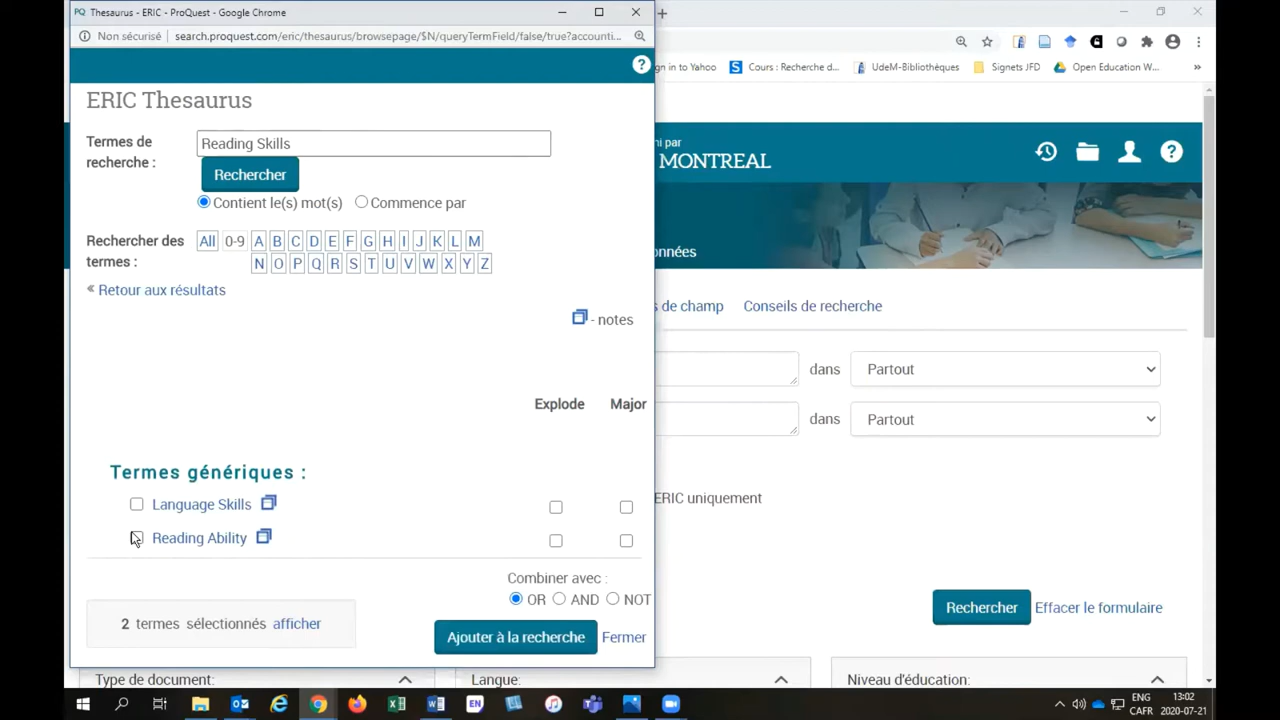 Thesaurus - ERIC - ProQuest - Google Chrome
Non sécurisé
search.proquest.com/eric/thesaurus/browsepage/$N/queryTermField/false/true?accounti...
ERIC Thesaurus
Termes de recherche :
Reading Skills
Rechercher
Contient le(s) mot(s)
Commence par
Rechercher des termes :
All 0-9 A B C D E F G H I J K L M
N O P Q R S T U V W X Y Z
« Retour aux résultats
- notes
Explode Major
Termes génériques :
Language Skills
Reading Ability
Combiner avec :
OR AND NOT
2 termes sélectionnés afficher
Ajouter à la recherche Fermer
n in to Yahoo
Cours : Recherche d...
UdeM-Bibliothèques
Signets JFD
Open Education W...
»
ni par
MONTREAL
onnées
s de champ
Conseils de recherche
dans Partout
dans Partout
ERIC uniquement
Rechercher Effacer le formulaire
Type de document:
Langue:
Niveau d'éducation:
ENG
CAFR
13:02
2020-07-21